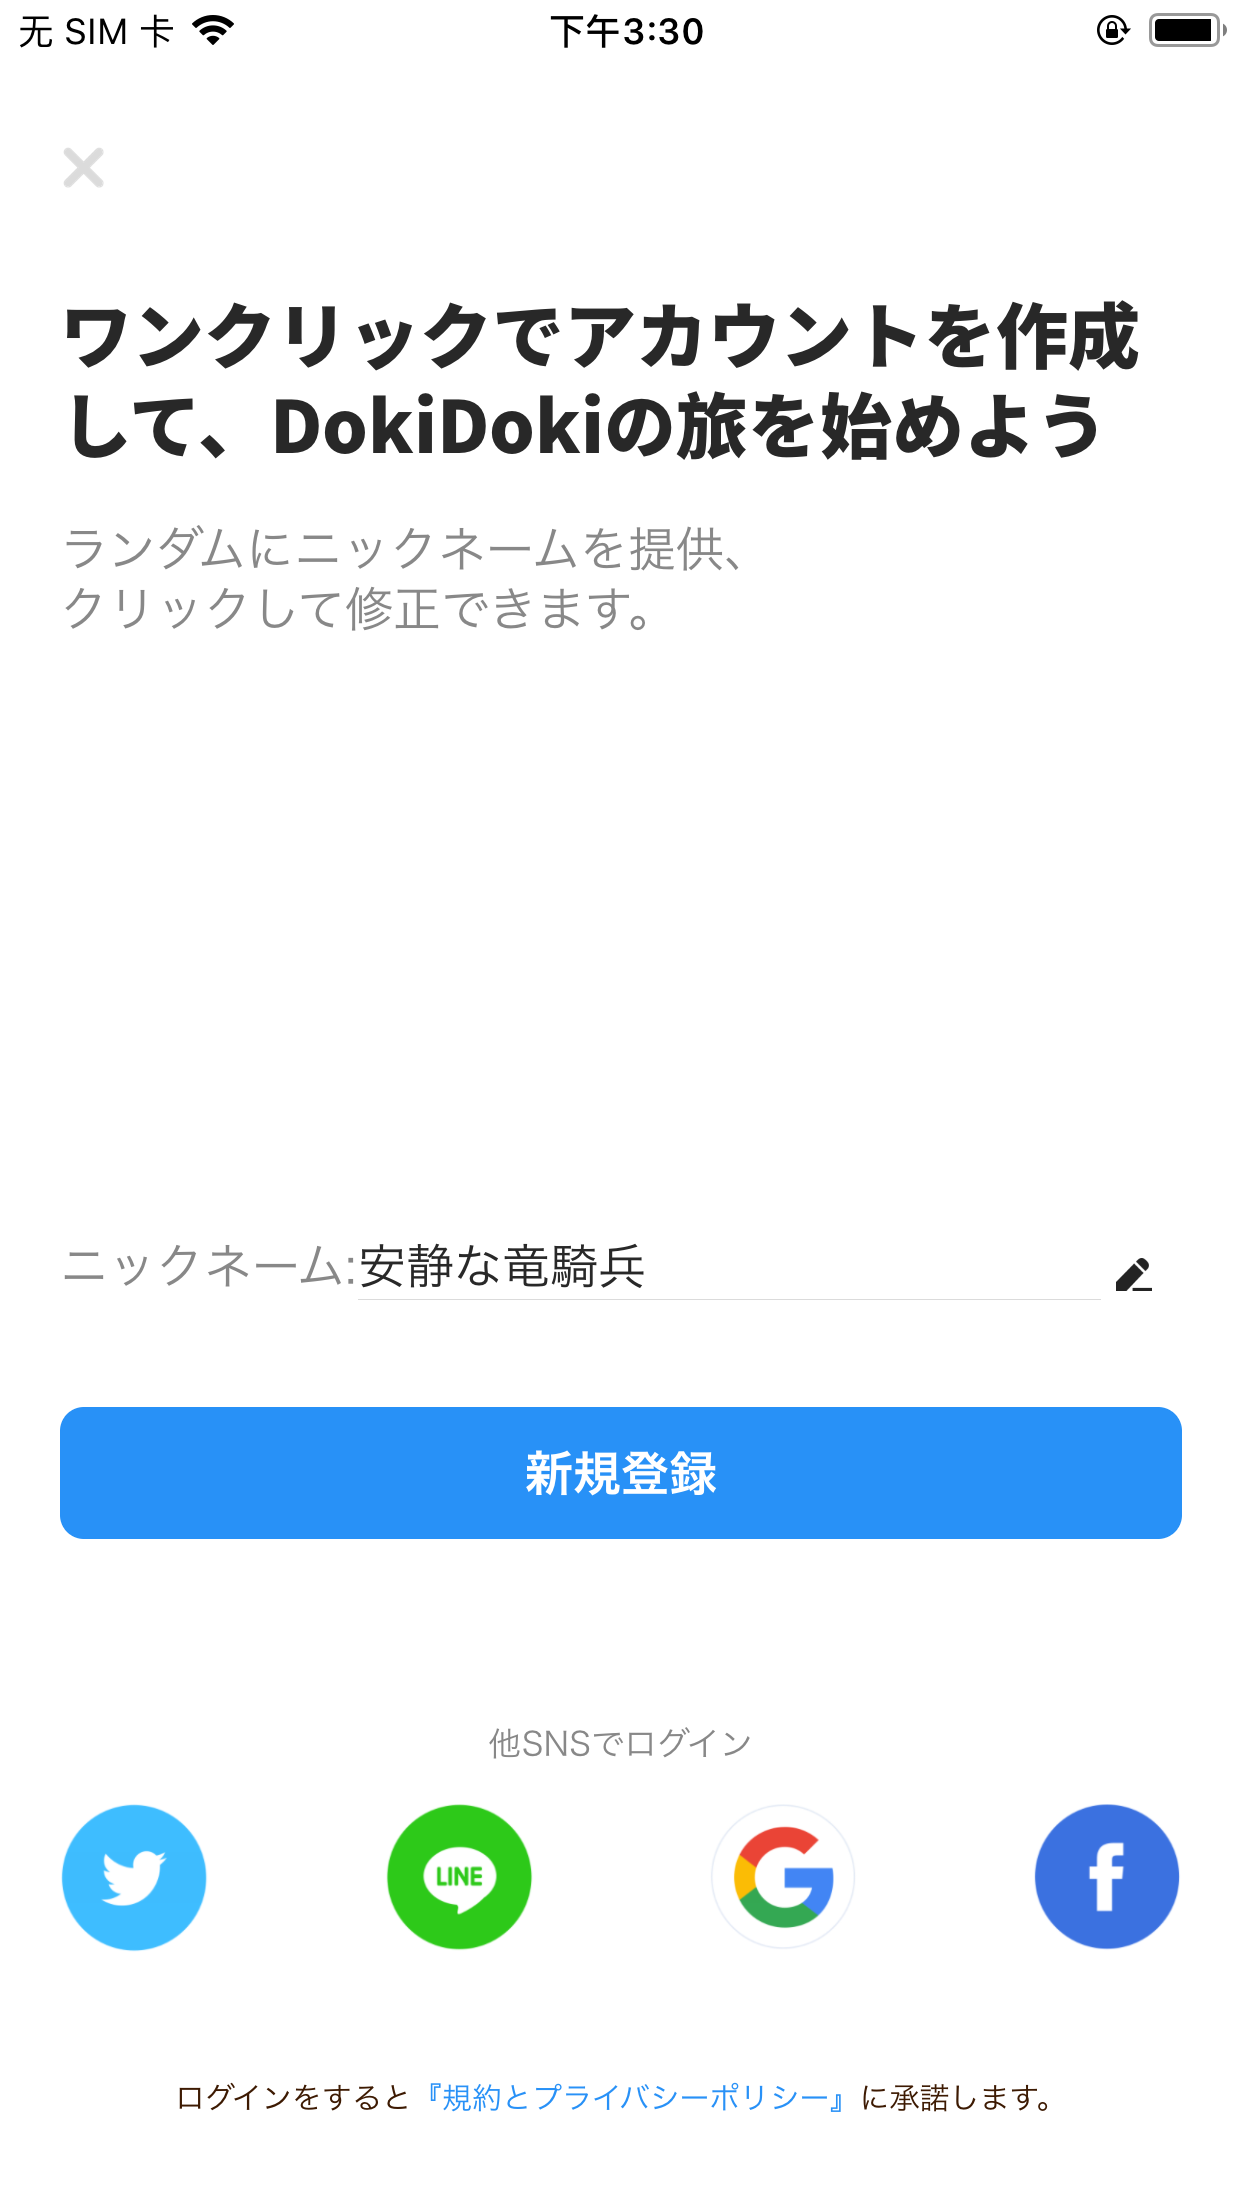 无 SIM 卡
下午3:30
ワンクリックでアカウントを作成
して、DokiDokiの旅を始めよう
ランダムにニックネームを提供、
クリックして修正できます。
ニックネーム:安静な竜騎兵
新規登録
他SNSでログイン
LINE
ログインをすると『規約とプライバシーポリシー』に承諾します。